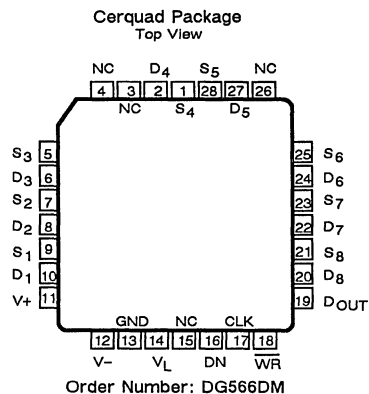 Cerquad Package
Top View
NC D4 S5 NC
4 3 2 1 28 27 26
NC S4 D5
S3 5 25 S6
D3 6 24 D6
S2 7 23 S7
D2 8 22 D7
S1 9 21 S8
D1 10 20 D8
V+ 11 19 DOUT
GND NC CLK
12 13 14 15 16 17 18
V- VL DN WR
Order Number: DG566DM